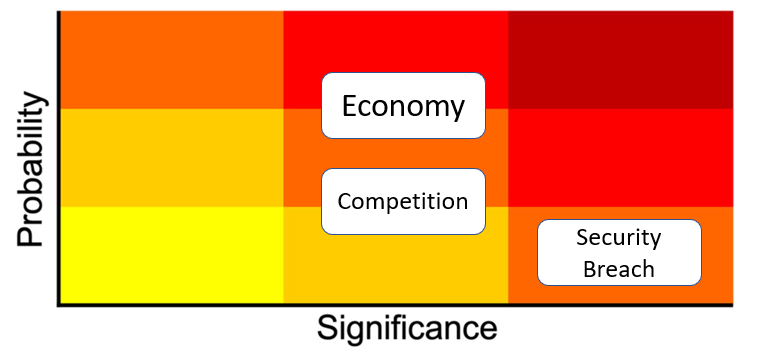 Probability
Economy
Competition
Security
Breach
Significance